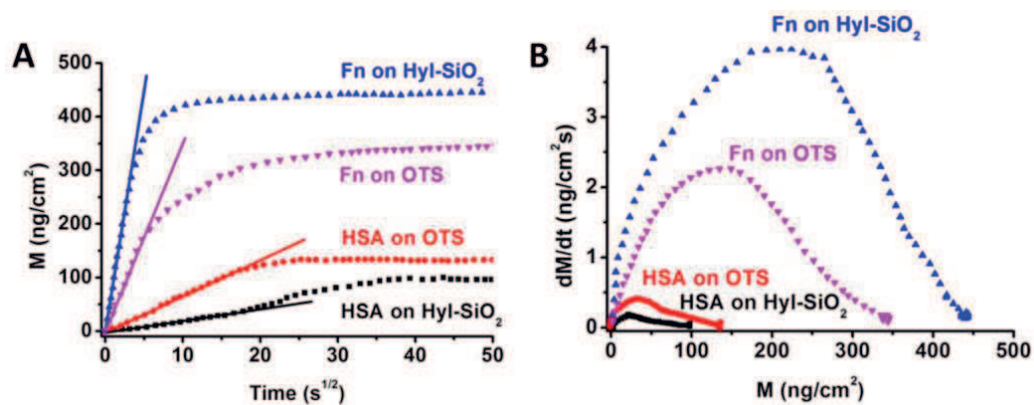 A
500
400
300
200
100
0
M (ng/cm²)
Fn on Hyl-SiO₂
Fn on OTS
HSA on OTS
HSA on Hyl-SiO₂
0 10 20 30 40 50
Time (s^1/2)
B
4
3
2
1
0
dM/dt (ng/cm²s)
Fn on Hyl-SiO₂
Fn on OTS
HSA on OTS
HSA on Hyl-SiO₂
0 100 200 300 400 500
M (ng/cm²)